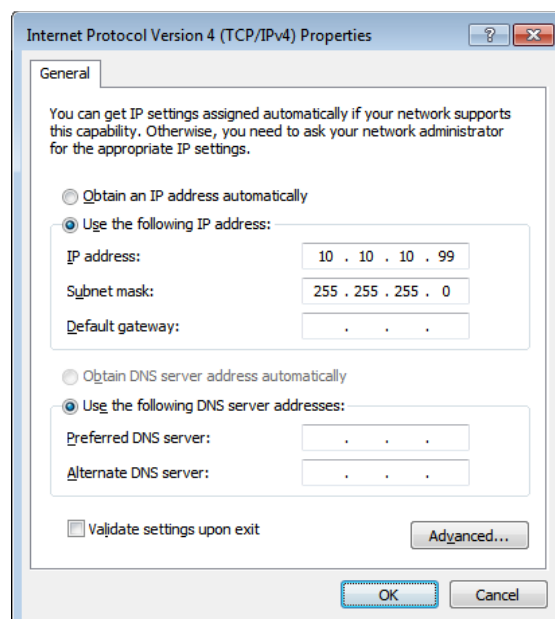 Internet Protocol Version 4 (TCP/IPv4) Properties
?
General
You can get IP settings assigned automatically if your network supports
this capability. Otherwise, you need to ask your network administrator
for the appropriate IP settings.
Obtain an IP address automatically
Use the following IP address:
IP address: 10 . 10 . 10 . 99
Subnet mask: 255 . 255 . 255 . 0
Default gateway: . . .
Obtain DNS server address automatically
Use the following DNS server addresses:
Preferred DNS server: . . .
Alternate DNS server: . . .
Validate settings upon exit
Advanced...
OK Cancel